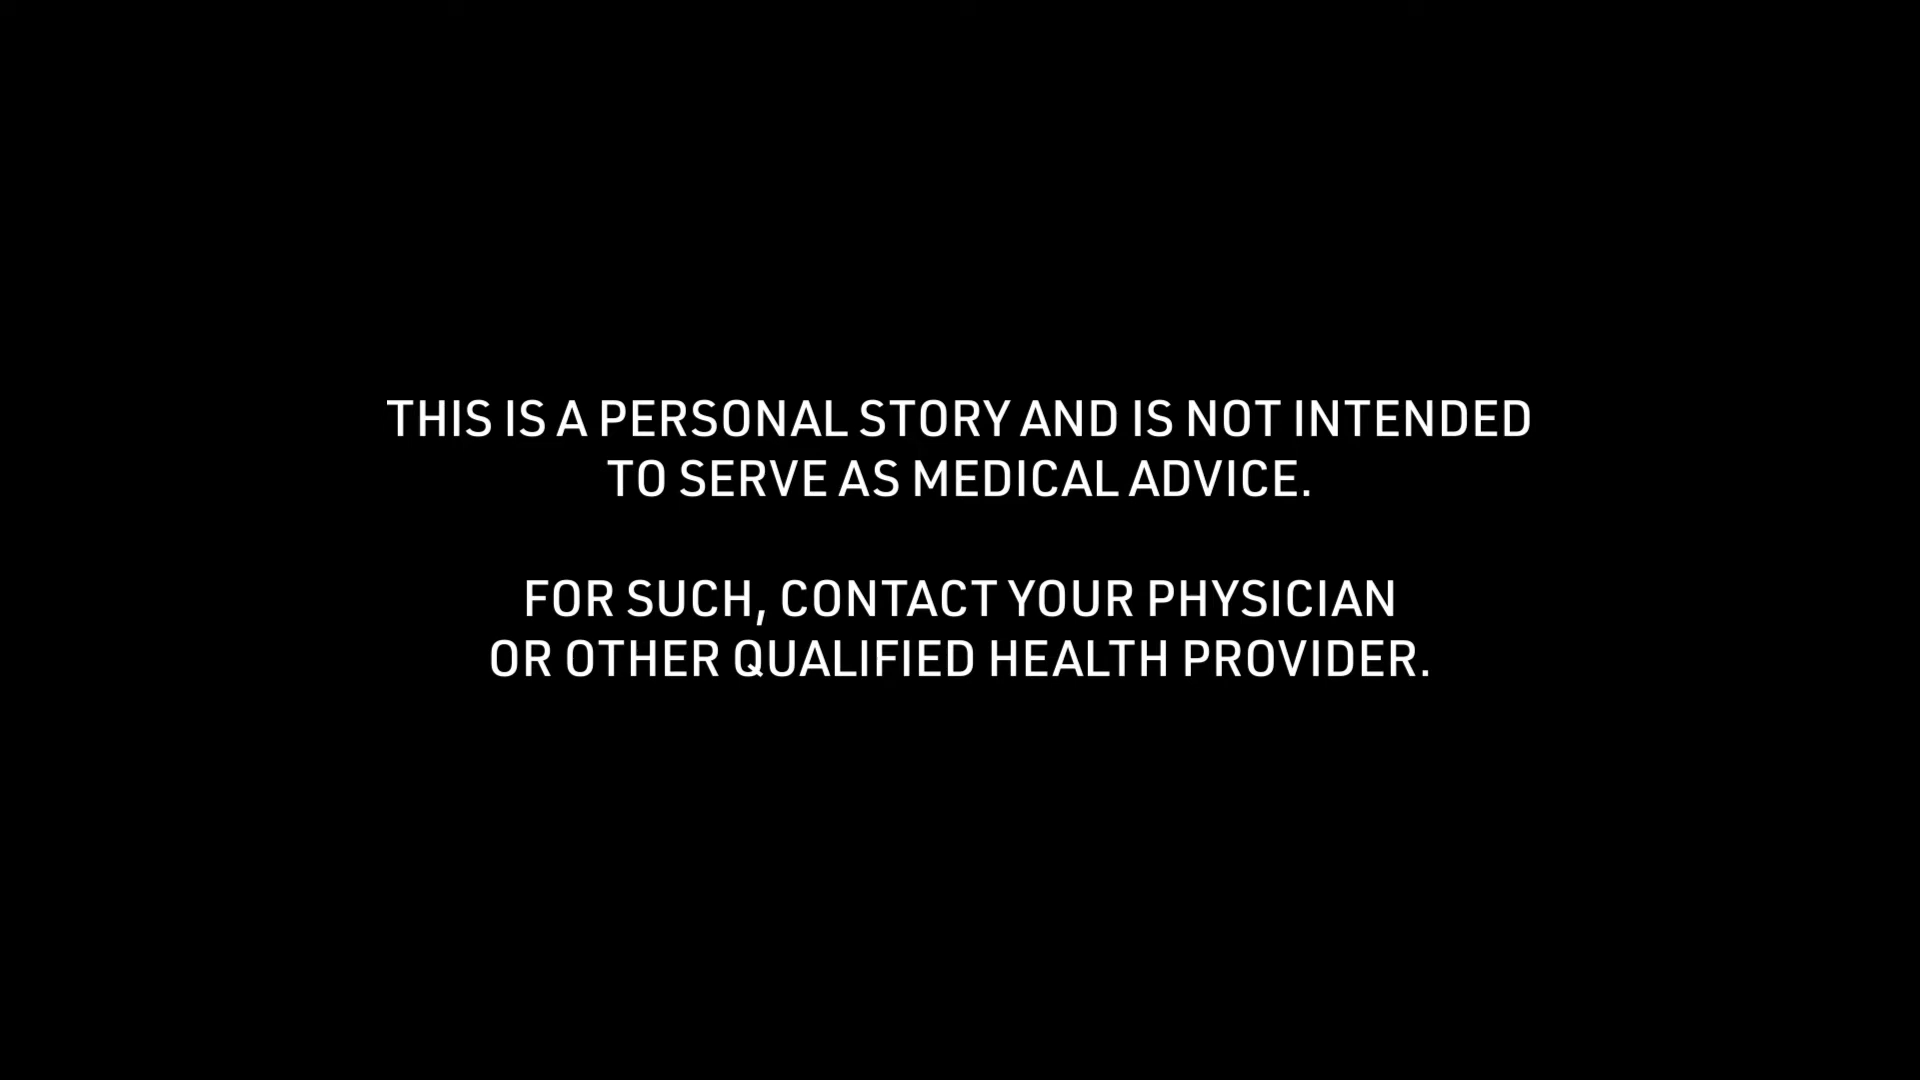 THIS IS A PERSONAL STORY AND IS NOT INTENDED
TO SERVE AS MEDICAL ADVICE.
FOR SUCH, CONTACT YOUR PHYSICIAN
OR OTHER QUALIFIED HEALTH PROVIDER.